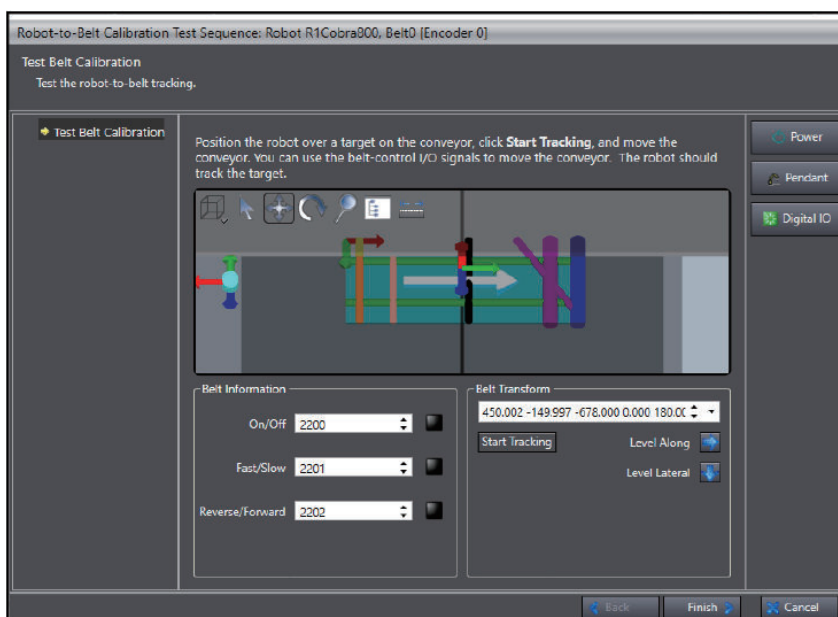 Robot-to-Belt Calibration Test Sequence: Robot R1Cobra800, Belt0 [Encoder 0]
Test Belt Calibration
Test the robot-to-belt tracking.
Test Belt Calibration
Position the robot over a target on the conveyor, click Start Tracking, and move the
conveyor. You can use the belt-control I/O signals to move the conveyor. The robot should
track the target.
Power
Pendant
Digital IO
Belt Information
On/Off 2200
Fast/Slow 2201
Reverse/Forward 2202
Belt Transform
450.002 -149.997 -678.000 0.000 180.00
Start Tracking
Level Along
Level Lateral
Back
Finish
Cancel